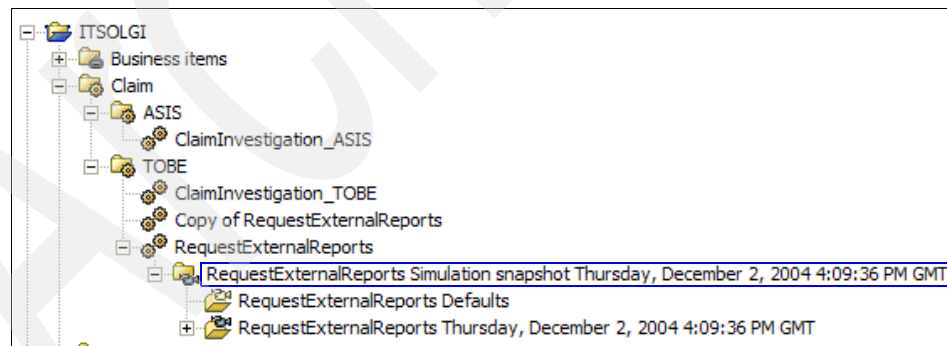 ITSOLGI
Business items
Claim
ASIS
ClaimInvestigation_ASIS
TOBE
ClaimInvestigation_TOBE
Copy of RequestExternalReports
RequestExternalReports
RequestExternalReports Simulation snapshot Thursday, December 2, 2004 4:09:36 PM GMT
RequestExternalReports Defaults
RequestExternalReports Thursday, December 2, 2004 4:09:36 PM GMT